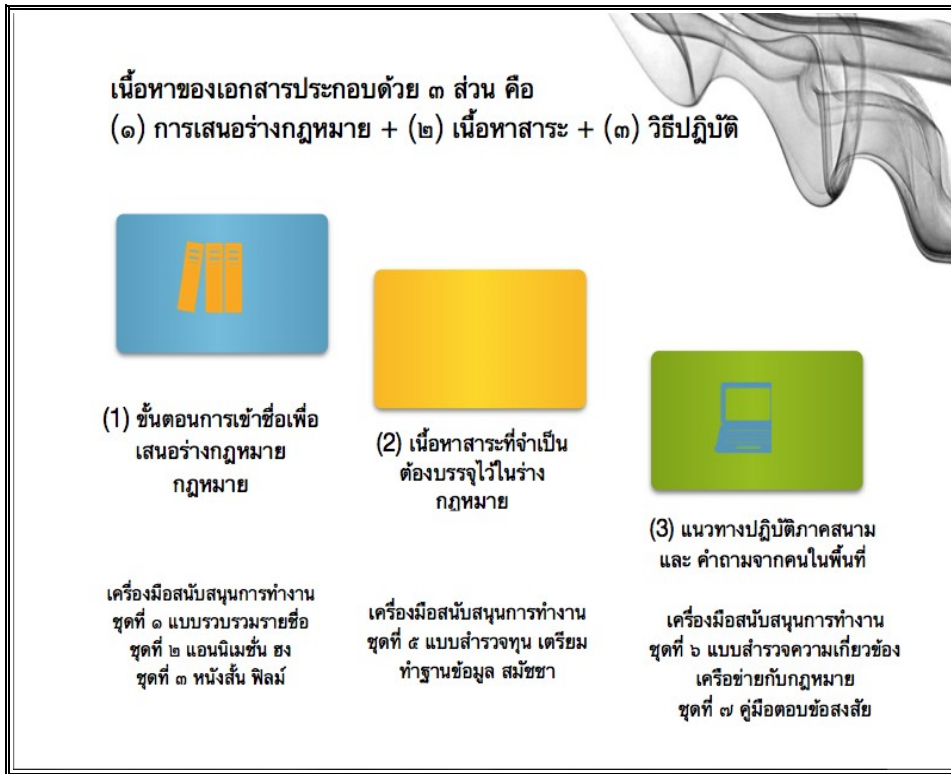 เนื้อหาของเอกสารประกอบด้วย ๓ ส่วน คือ
(๑) การเสนอร่างกฎหมาย + (๒) เนื้อหาสาระ + (๓) วิธีปฎิบัติ
(1) ขั้นตอนการเข้าชื่อเพื่อ
เสนอร่างกฎหมาย
กฎหมาย
เครื่องมือสนับสนุนการทำงาน
ชุดที่ ๑ แบบรวบรวมรายชื่อ
ชุดที่ ๒ แอนนิเมชั่น ฮง
ชุดที่ ๓ หนังสั้น ฟิลม์
(2) เนื้อหาสาระที่จำเป็น
ต้องบรรจุไว้ในร่าง
กฎหมาย
เครื่องมือสนับสนุนการทำงาน
ชุดที่ ๕ แบบสำรวจทุน เตรียม
ทำฐานข้อมูล สมัชชา
(3) แนวทางปฎิบัติภาคสนาม
และ คำถามจากคนในพื้นที่
เครื่องมือสนับสนุนการทำงาน
ชุดที่ ๖ แบบสำรวจความเกี่ยวข้อง
เครือข่ายกับกฎหมาย
ชุดที่ ๗ คู่มือตอบข้อสงสัย